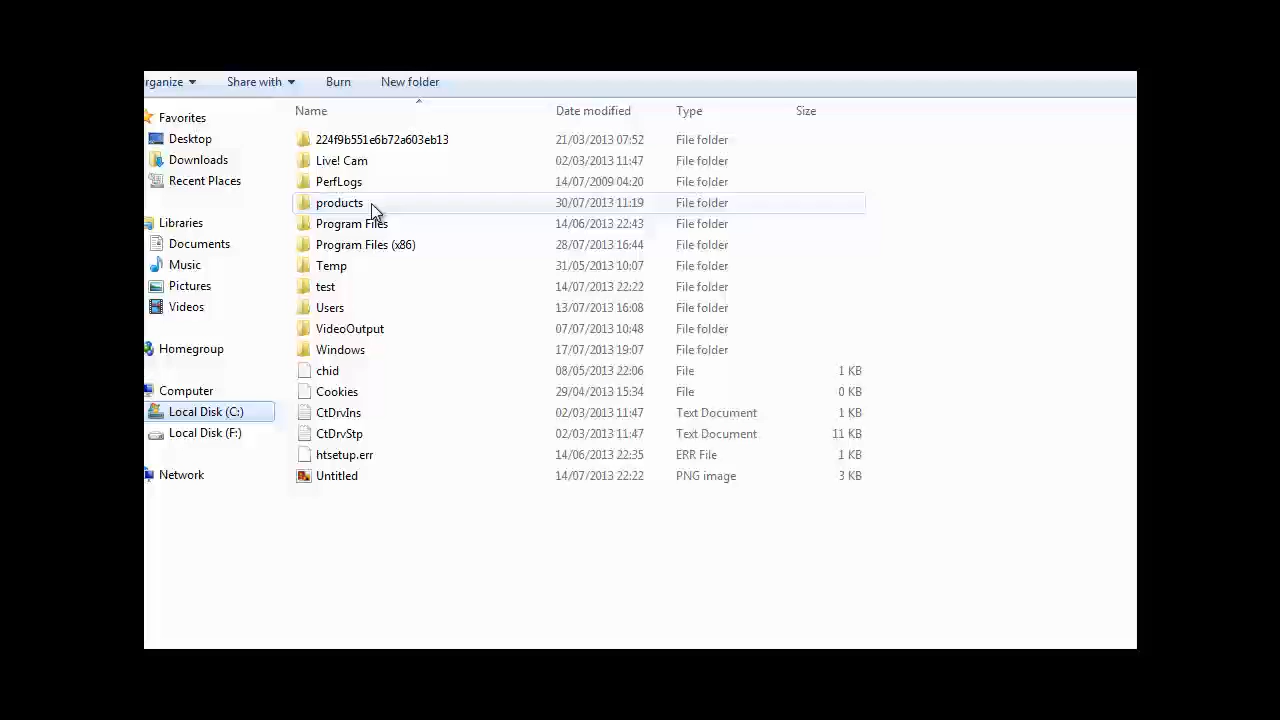 rganize Share with Burn New folder
Name Date modified Type Size
Favorites
Desktop
Downloads
Recent Places
Libraries
Documents
Music
Pictures
Videos
Homegroup
Computer
Local Disk (C:)
Local Disk (F:)
Network
224f9b551e6b72a603eb13 21/03/2013 07:52 File folder
Live! Cam 02/03/2013 11:47 File folder
PerfLogs 14/07/2009 04:20 File folder
products 30/07/2013 11:19 File folder
Program Files 14/06/2013 22:43 File folder
Program Files (x86) 28/07/2013 16:44 File folder
Temp 31/05/2013 10:07 File folder
test 14/07/2013 22:22 File folder
Users 13/07/2013 16:08 File folder
VideoOutput 07/07/2013 10:48 File folder
Windows 17/07/2013 19:07 File folder
chid 08/05/2013 22:06 File 1 KB
Cookies 29/04/2013 15:34 File 0 KB
CtDrvIns 02/03/2013 11:47 Text Document 1 KB
CtDrvStp 02/03/2013 11:47 Text Document 11 KB
htsetup.err 14/06/2013 22:35 ERR File 1 KB
Untitled 14/07/2013 22:22 PNG image 3 KB